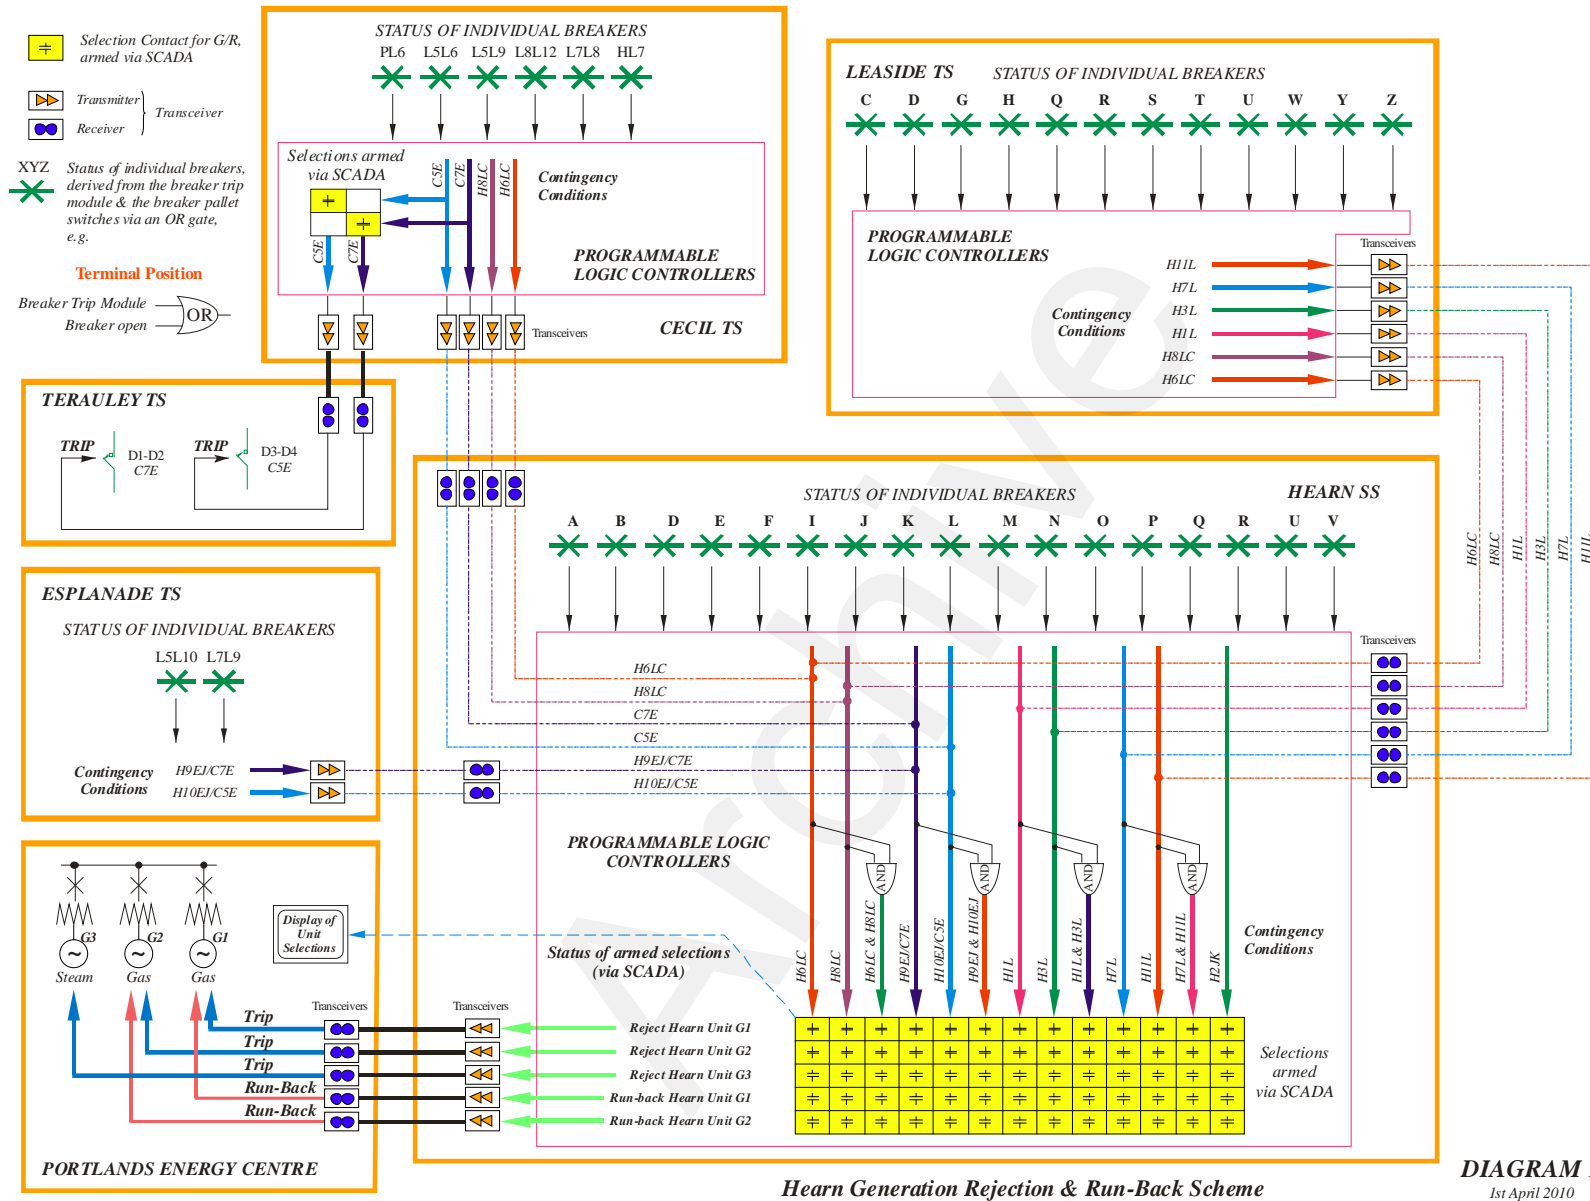 Selection Contact for G/R,
armed via SCADA
Transmitter
Receiver
Transceiver
XYZ
Status of individual breakers,
derived from the breaker trip
module & the breaker pallet
switches via an OR gate,
e.g.
Terminal Position
Breaker Trip Module
Breaker open
OR
STATUS OF INDIVIDUAL BREAKERS
PL6 L5L6 L5L9 L8L12 L7L8 HL7
Selections armed
via SCADA
C5E
C7E
H8LC
H6LC
Contingency
Conditions
C5E
C7E
PROGRAMMABLE
LOGIC CONTROLLERS
Transceivers
CECIL TS
LEASIDE TS
STATUS OF INDIVIDUAL BREAKERS
C D G H Q R S T U W Y Z
PROGRAMMABLE
LOGIC CONTROLLERS
Contingency
Conditions
H11L
H7L
H3L
H1L
H8LC
H6LC
Transceivers
TERAULEY TS
TRIP
D1-D2
C7E
TRIP
D3-D4
C5E
ESPLANADE TS
STATUS OF INDIVIDUAL BREAKERS
L5L10 L7L9
Contingency
Conditions
H9EJ/C7E
H10EJ/C5E
STATUS OF INDIVIDUAL BREAKERS
HEARN SS
A B D E F I J K L M N O P Q R U V
H6LC
H8LC
H1L
H3L
H7L
H11L
Transceivers
H6LC
H8LC
C7E
C5E
H9EJ/C7E
H10EJ/C5E
PROGRAMMABLE LOGIC
CONTROLLERS
AND
AND
AND
AND
Contingency
Conditions
H6LC
H8LC
H6LC & H8LC
H9EJ/C7E
H10EJ/C5E
H9EJ & H10EJ
H1L
H3L
H1L & H3L
H7L
H11L
H7L & H11L
H2JK
Status of armed selections
(via SCADA)
Selections
armed
via SCADA
Transceivers
Reject Hearn Unit G1
Reject Hearn Unit G2
Reject Hearn Unit G3
Run-back Hearn Unit G1
Run-back Hearn Unit G2
G3
G2
G1
Steam
Gas
Gas
Display of
Unit
Selections
Transceivers
Trip
Trip
Trip
Run-Back
Run-Back
PORTLANDS ENERGY CENTRE
Archive
Hearn Generation Rejection & Run-Back Scheme
DIAGRAM
1st April 2010